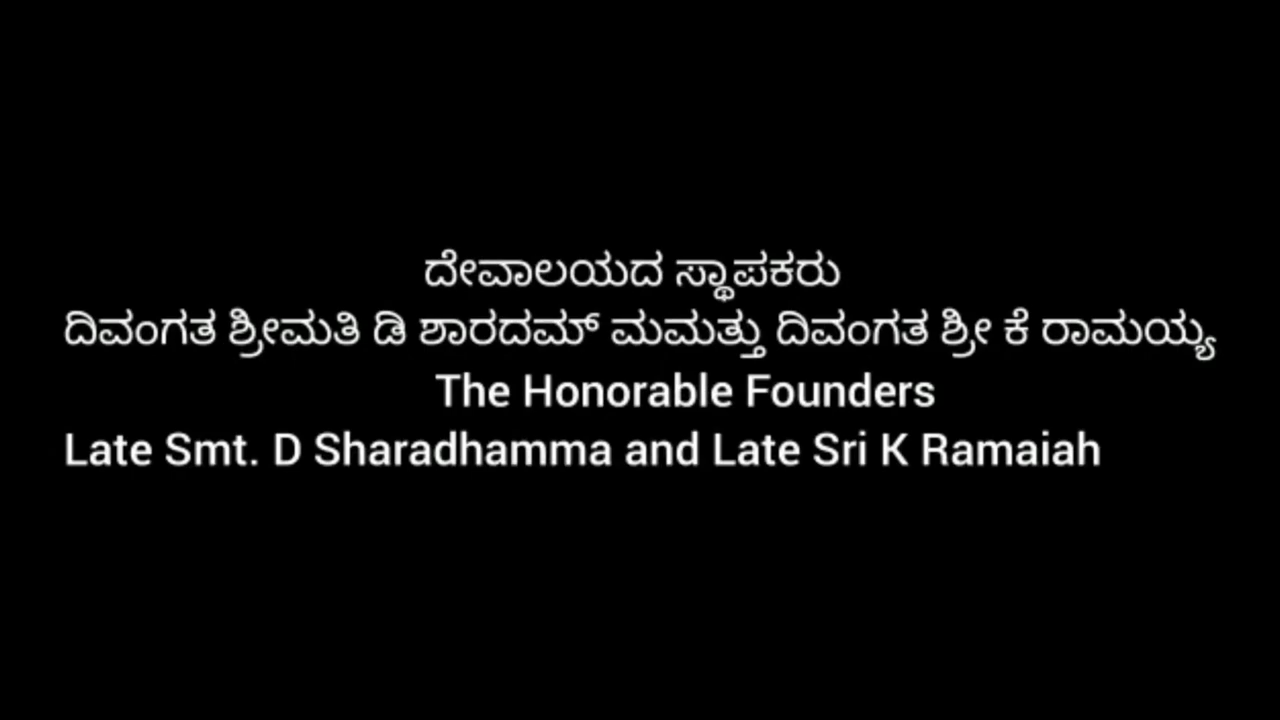 ದೇವಾಲಯದ ಸ್ಥಾಪಕರು
ದಿವಂಗತ ಶ್ರೀಮತಿ ಡಿ ಶಾರದಮ್ ಮಮತ್ತು ದಿವಂಗತ ಶ್ರೀ ಕೆ ರಾಮಯ್ಯ
The Honorable Founders
Late Smt. D Sharadhamma and Late Sri K Ramaiah